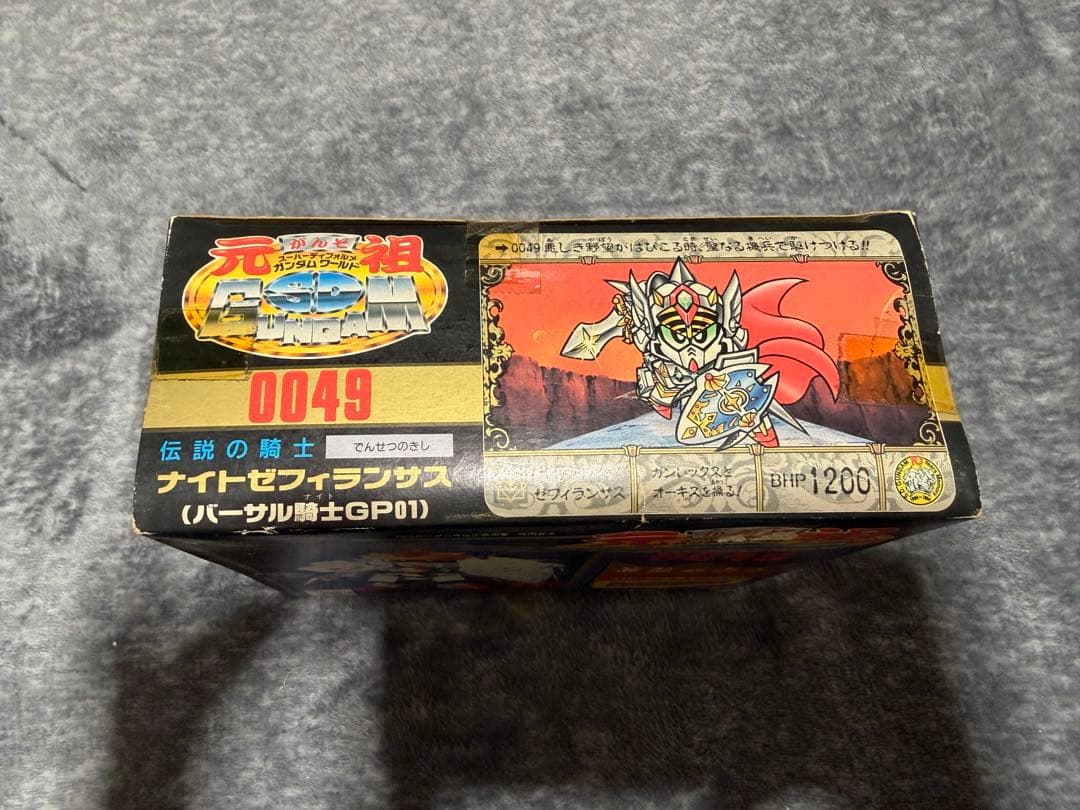 元祖
がんそ
スーパーディフォルメ
ガンダムワールド
SD
GUNDAM
0049
伝説の騎士
でんせつのきし
ナイトゼフィランサス
(バーサル騎士GP01)
ナイト
→0049 悪しき野望がはびこる時、聖なる機兵で駆けつける!!
ゼフィランサス
ガンレックスと
オーキスを操る!
BHP 1200